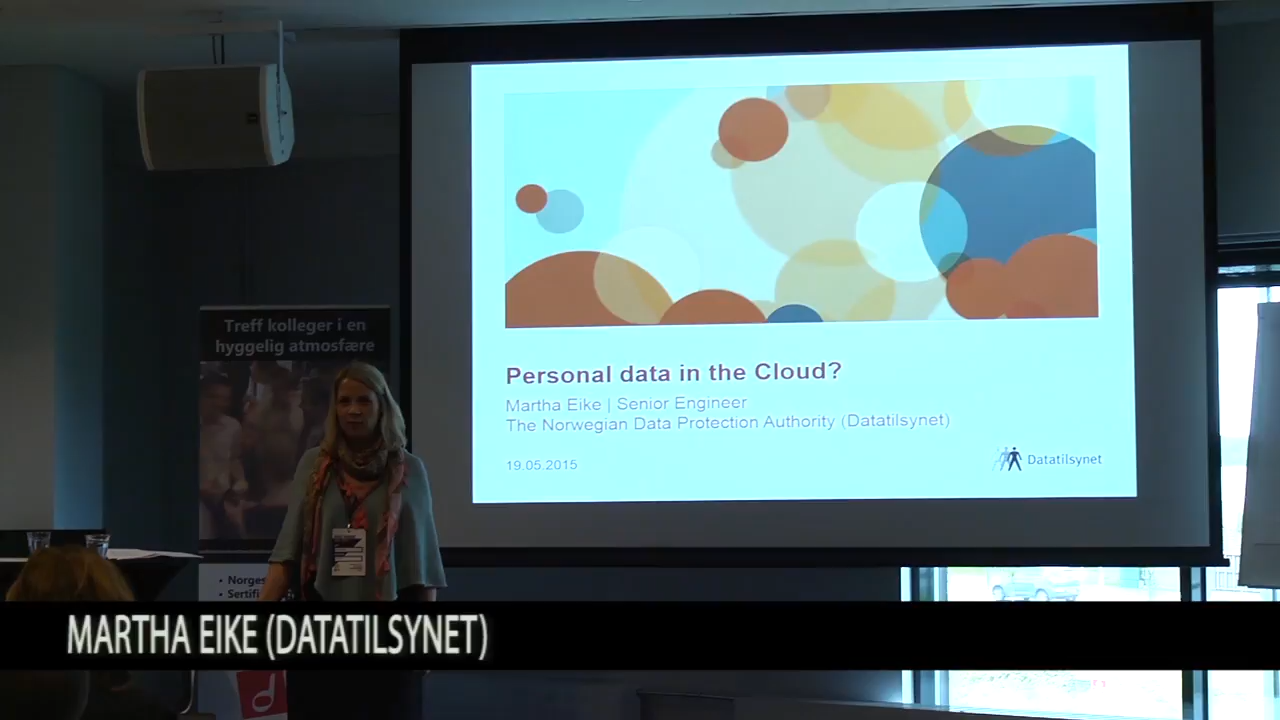 Treff kolleger i en
hyggelig atmosfære
Personal data in the Cloud?
Martha Eike | Senior Engineer
The Norwegian Data Protection Authority (Datatilsynet)
19.05.2015
Datatilsynet
• Norges
• Sertifi
MARTHA EIKE (DATATILSYNET)